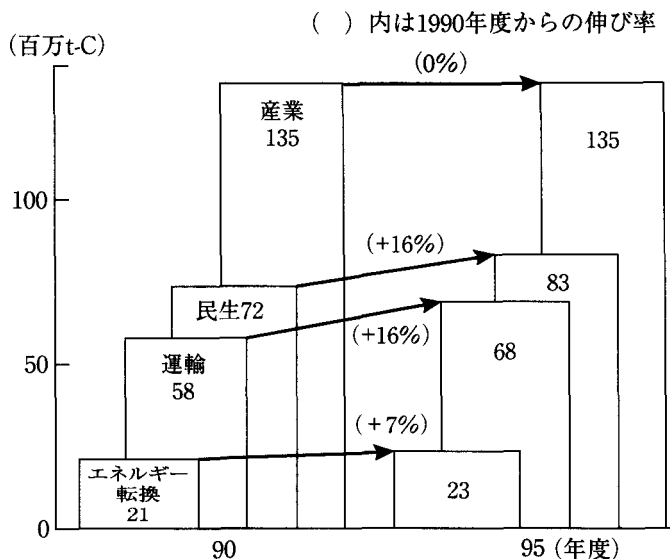 （　）内は1990年度からの伸び率
(百万t-C)
(0%)
産業
135
135
100
(+16%)
83
民生72
(+16%)
運輸
58
68
50
(+7%)
エネルギー
転換
21
23
0
90
95 (年度)